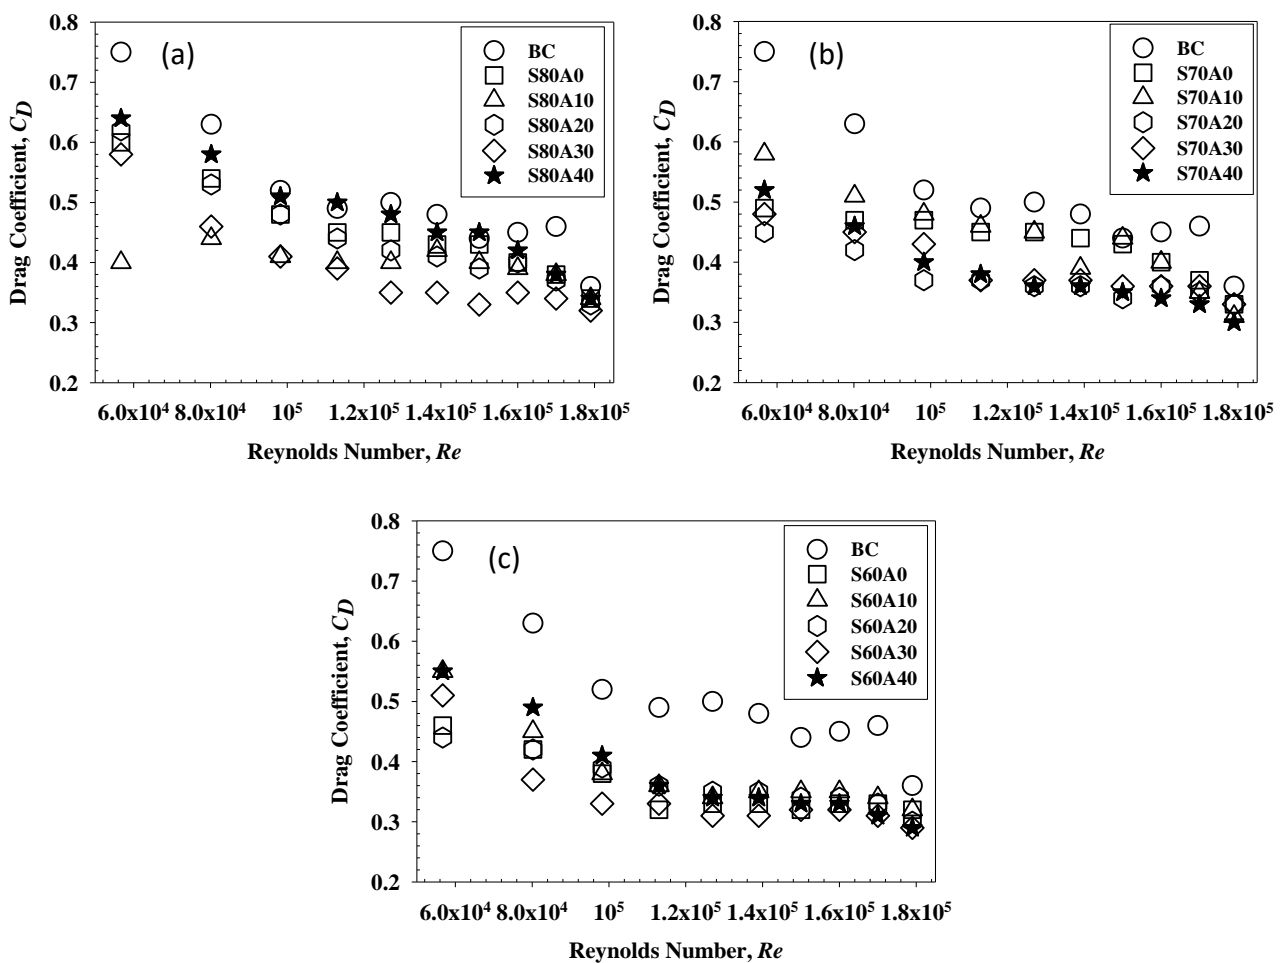 (a)
BC
S80A0
S80A10
S80A20
S80A30
S80A40
0.8
0.7
0.6
0.5
0.4
0.3
0.2
Drag Coefficient, C_D
6.0x10⁴ 8.0x10⁴ 10⁵ 1.2x10⁵ 1.4x10⁵ 1.6x10⁵ 1.8x10⁵
Reynolds Number, Re
(b)
BC
S70A0
S70A10
S70A20
S70A30
S70A40
0.8
0.7
0.6
0.5
0.4
0.3
0.2
Drag Coefficient, C_D
6.0x10⁴ 8.0x10⁴ 10⁵ 1.2x10⁵ 1.4x10⁵ 1.6x10⁵ 1.8x10⁵
Reynolds Number, Re
(c)
BC
S60A0
S60A10
S60A20
S60A30
S60A40
0.8
0.7
0.6
0.5
0.4
0.3
0.2
Drag Coefficient, C_D
6.0x10⁴ 8.0x10⁴ 10⁵ 1.2x10⁵ 1.4x10⁵ 1.6x10⁵ 1.8x10⁵
Reynolds Number, Re